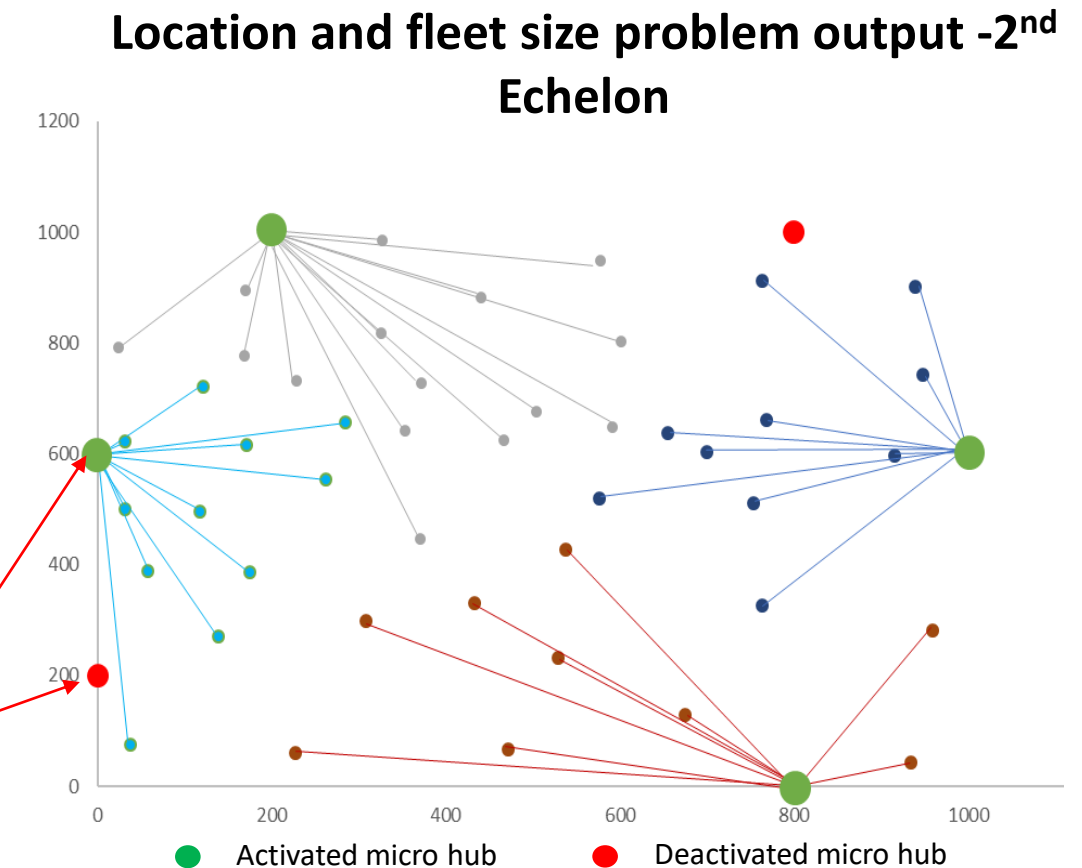 Location and fleet size problem output -2nd
Echelon
1200
1000
800
600
400
200
0
0 200 400 600 800 1000
Activated micro hub Deactivated micro hub